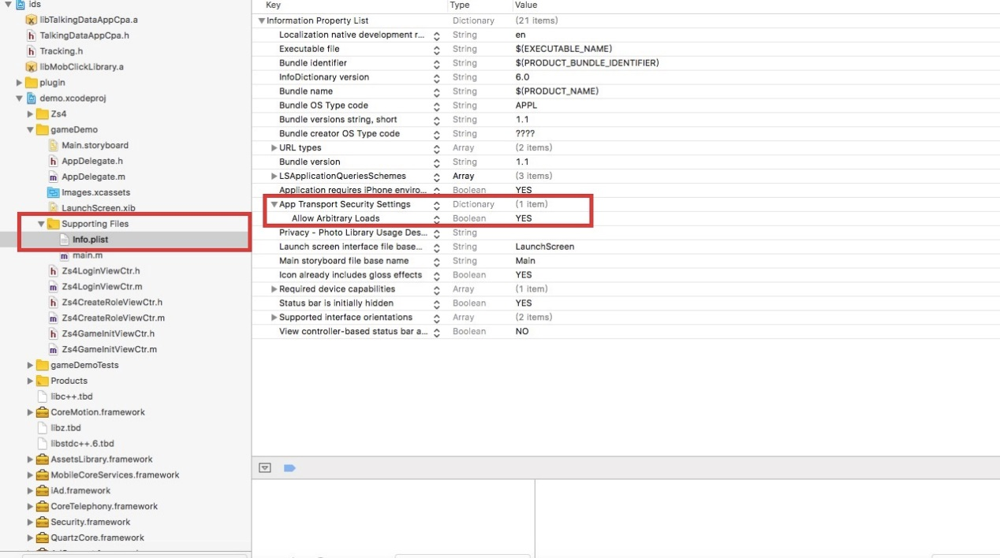 ids
libTalkingDataAppCpa.a
TalkingDataAppCpa.h
Tracking.h
libMobClickLibrary.a
plugin
demo.xcodeproj
Zs4
gameDemo
Main.storyboard
AppDelegate.h
AppDelegate.m
Images.xcassets
LaunchScreen.xib
Supporting Files
Info.plist
main.m
Zs4LoginViewCtr.h
Zs4LoginViewCtr.m
Zs4CreateRoleViewCtr.h
Zs4CreateRoleViewCtr.m
Zs4GameInitViewCtr.h
Zs4GameInitViewCtr.m
gameDemoTests
Products
libc++.tbd
CoreMotion.framework
libz.tbd
libstdc++.6.tbd
AssetsLibrary.framework
MobileCoreServices.framework
iAd.framework
CoreTelephony.framework
Security.framework
QuartzCore.framework
Key Type Value
Information Property List Dictionary (21 items)
Localization native development r... String en
Executable file String $(EXECUTABLE_NAME)
Bundle identifier String $(PRODUCT_BUNDLE_IDENTIFIER)
InfoDictionary version String 6.0
Bundle name String $(PRODUCT_NAME)
Bundle OS Type code String APPL
Bundle versions string, short String 1.1
Bundle creator OS Type code String ????
URL types Array (2 items)
Bundle version String 1.1
LSApplicationQueriesSchemes Array (3 items)
Application requires iPhone enviro... Boolean YES
App Transport Security Settings Dictionary (1 item)
Allow Arbitrary Loads Boolean YES
Privacy - Photo Library Usage Des... String
Launch screen interface file base... String LaunchScreen
Main storyboard file base name String Main
Icon already includes gloss effects Boolean YES
Required device capabilities Array (1 item)
Status bar is initially hidden Boolean YES
Supported interface orientations Array (2 items)
View controller-based status bar a... Boolean NO